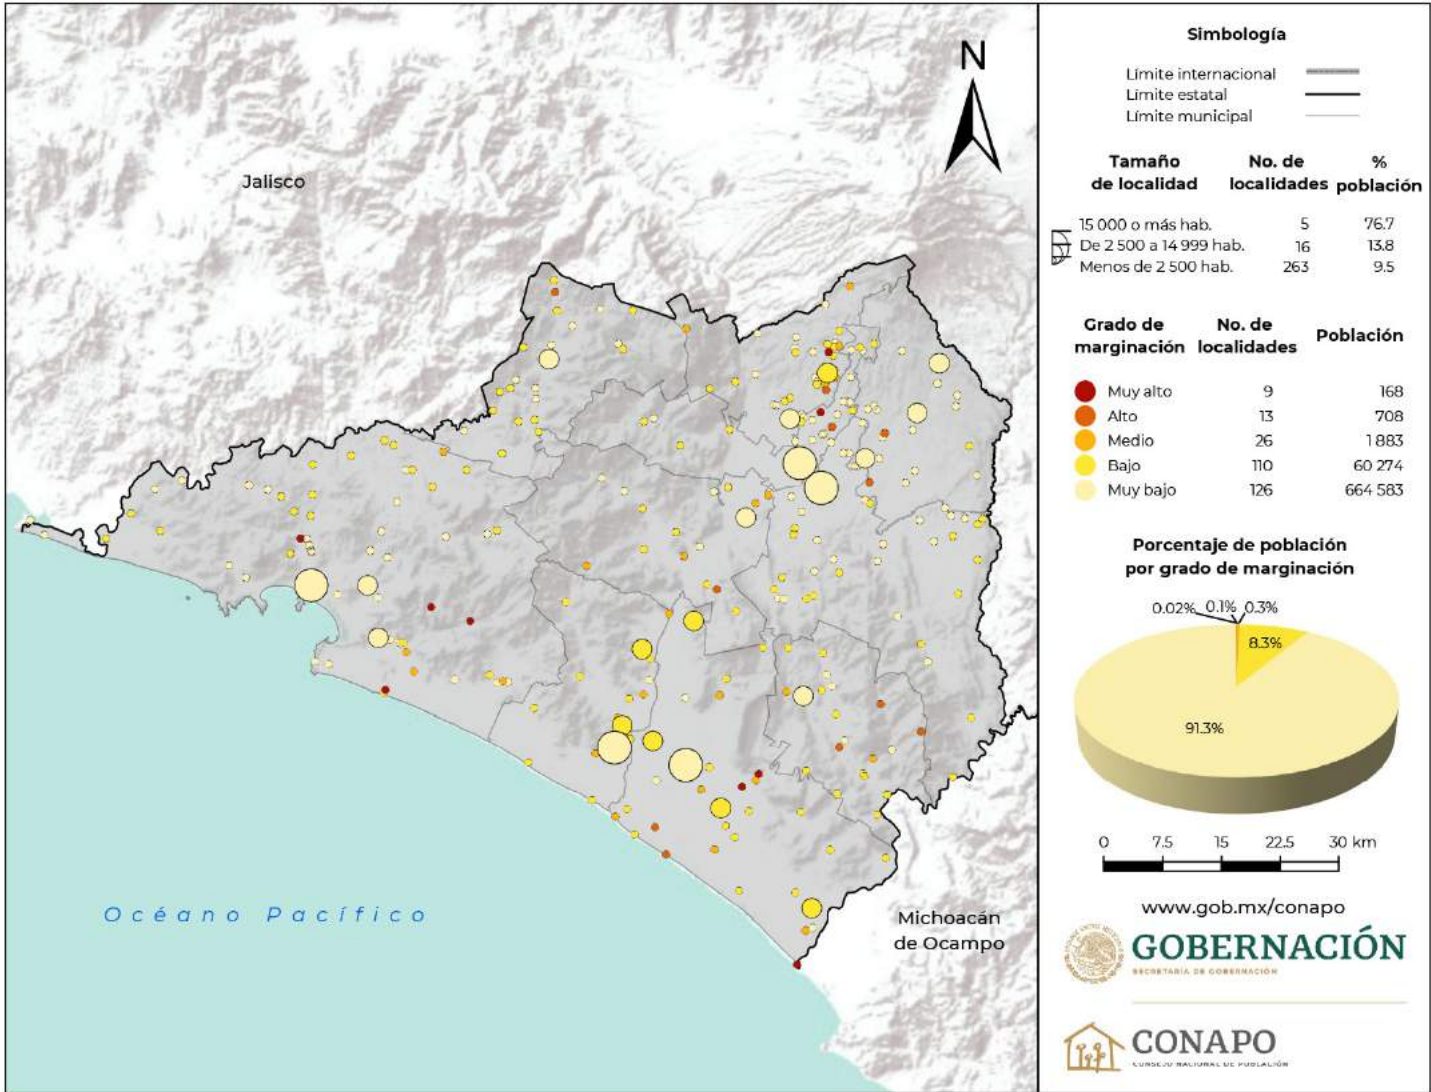 Jalisco
N
Océano Pacífico
Michoacán
de Ocampo
Simbología
Límite internacional
Límite estatal
Límite municipal
Tamaño de localidad No. de localidades % población
15 000 o más hab. 5 76.7
De 2 500 a 14 999 hab. 16 13.8
Menos de 2 500 hab. 263 9.5
Grado de marginación No. de localidades Población
Muy alto 9 168
Alto 13 708
Medio 26 1 883
Bajo 110 60 274
Muy bajo 126 664 583
Porcentaje de población
por grado de marginación
0.02% 0.1% 0.3%
8.3%
91.3%
0 7.5 15 22.5 30 km
www.gob.mx/conapo
GOBERNACIÓN
SECRETARÍA DE GOBERNACIÓN
CONAPO
CONSEJO NACIONAL DE POBLACIÓN